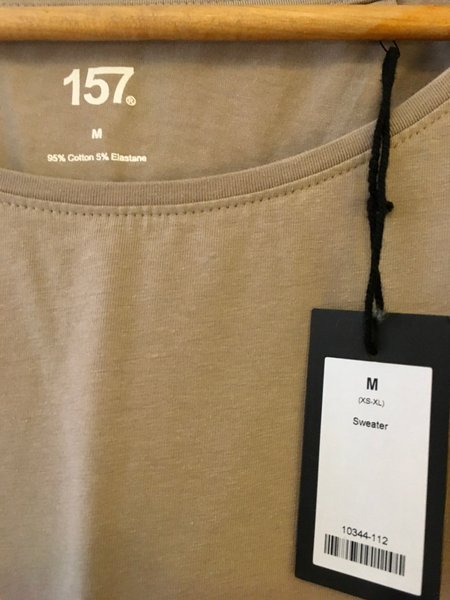 157®
M
95% Cotton 5% Elastane
M
(XS-XL)
Sweater
10344-112